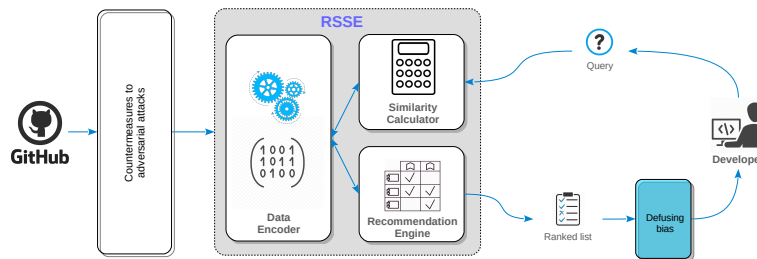 RSSE
GitHub
Countermeasures to
adversarial attacks
1001
1011
0100
Data
Encoder
Similarity
Calculator
Recommendation
Engine
?
Query
</>
Develope
Ranked list
Defusing
bias